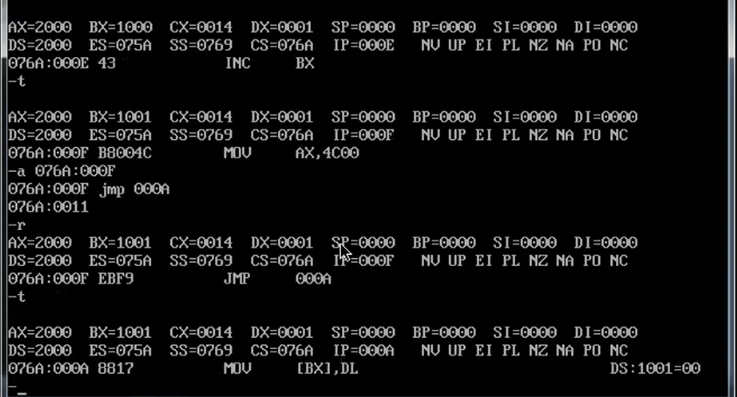 AX=2000 BX=1000 CX=0014 DX=0001 SP=0000 BP=0000 SI=0000 DI=0000
DS=2000 ES=075A SS=0769 CS=076A IP=000E NV UP EI PL NZ NA PO NC
076A:000E 43 INC BX
-t
AX=2000 BX=1001 CX=0014 DX=0001 SP=0000 BP=0000 SI=0000 DI=0000
DS=2000 ES=075A SS=0769 CS=076A IP=000F NV UP EI PL NZ NA PO NC
076A:000F B8004C MOV AX,4C00
-a 076A:000F
076A:000F jmp 000A
076A:0011
-r
AX=2000 BX=1001 CX=0014 DX=0001 SP=0000 BP=0000 SI=0000 DI=0000
DS=2000 ES=075A SS=0769 CS=076A IP=000F NV UP EI PL NZ NA PO NC
076A:000F EBF9 JMP 000A
-t
AX=2000 BX=1001 CX=0014 DX=0001 SP=0000 BP=0000 SI=0000 DI=0000
DS=2000 ES=075A SS=0769 CS=076A IP=000A NV UP EI PL NZ NA PO NC
076A:000A 8817 MOV [BX],DL DS:1001=00
-_